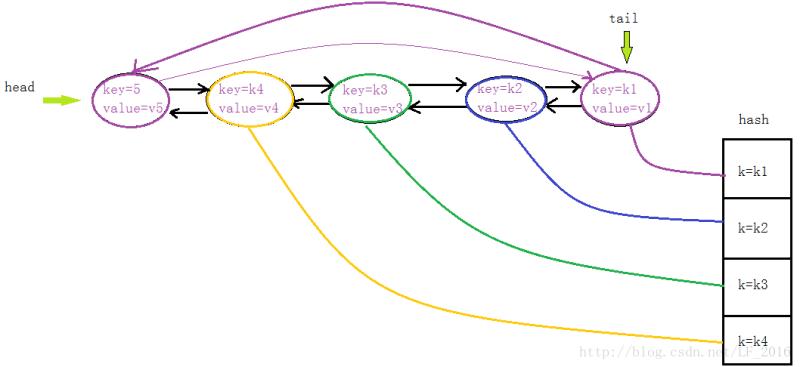 tail
head
key=5
value=v5
key=k4
value=v4
key=k3
value=v3
key=k2
value=v2
key=k1
value=v1
hash
k=k1
k=k2
k=k3
k=k4
http://blog.csdn.net/LF_2016